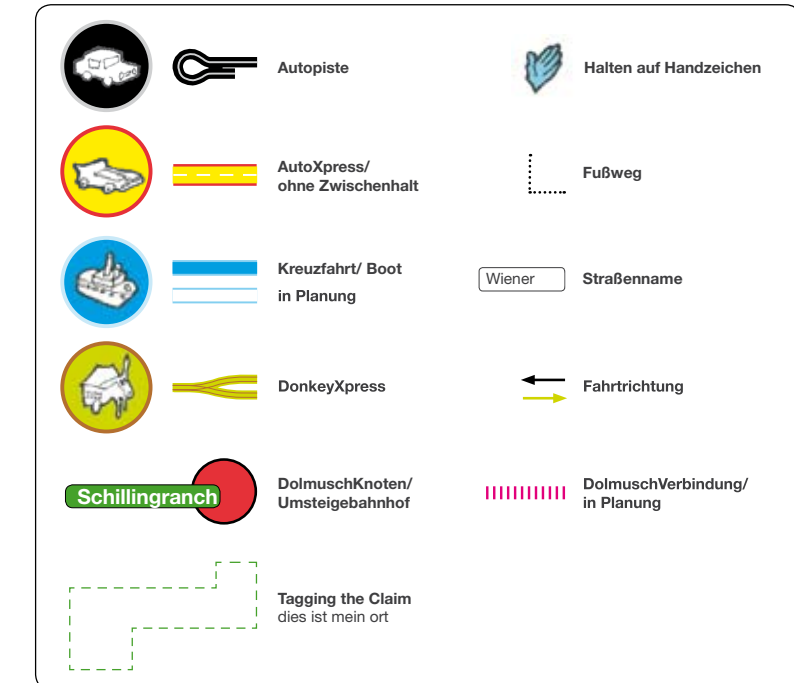 Autopiste
Halten auf Handzeichen
AutoXpress/
ohne Zwischenhalt
Fußweg
Kreuzfahrt/ Boot
in Planung
Wiener
Straßenname
DonkeyXpress
Fahrtrichtung
Schillingranch
DolmuschKnoten/
Umsteigebahnhof
DolmuschVerbindung/
in Planung
Tagging the Claim
dies ist mein ort